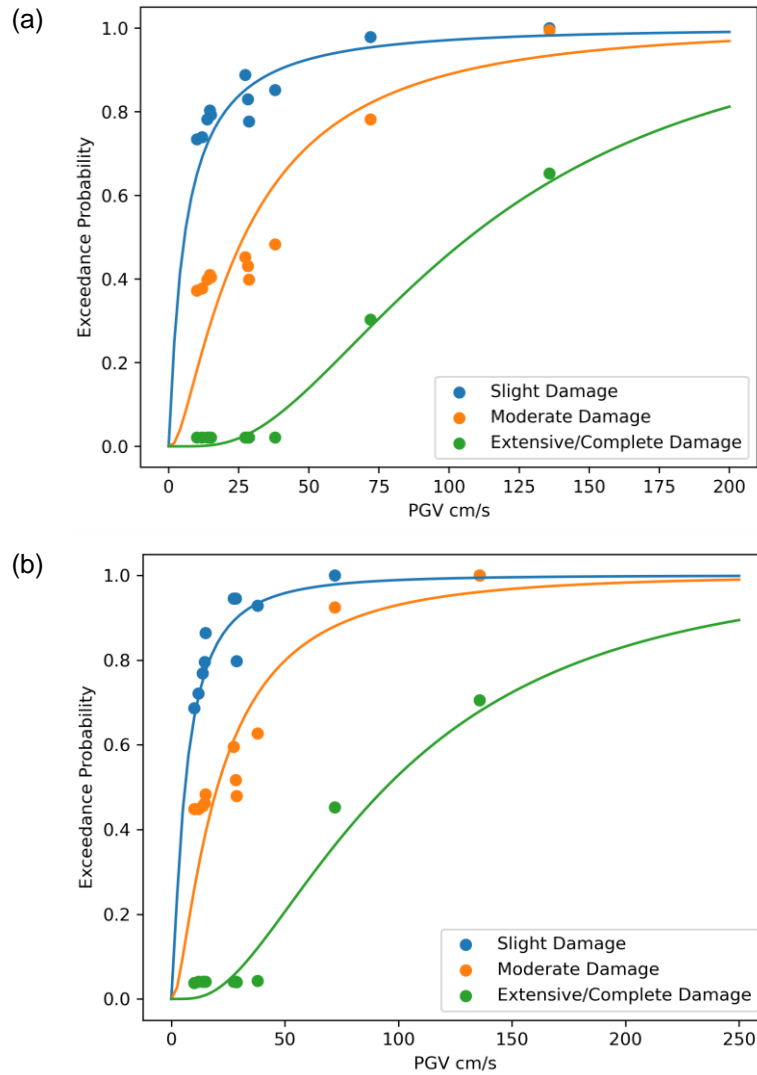 (a)
1.0
0.8
0.6
0.4
0.2
0.0
Exceedance Probability
Slight Damage
Moderate Damage
Extensive/Complete Damage
0 25 50 75 100 125 150 175 200
PGV cm/s
(b)
1.0
0.8
0.6
0.4
0.2
0.0
Exceedance Probability
Slight Damage
Moderate Damage
Extensive/Complete Damage
0 50 100 150 200 250
PGV cm/s